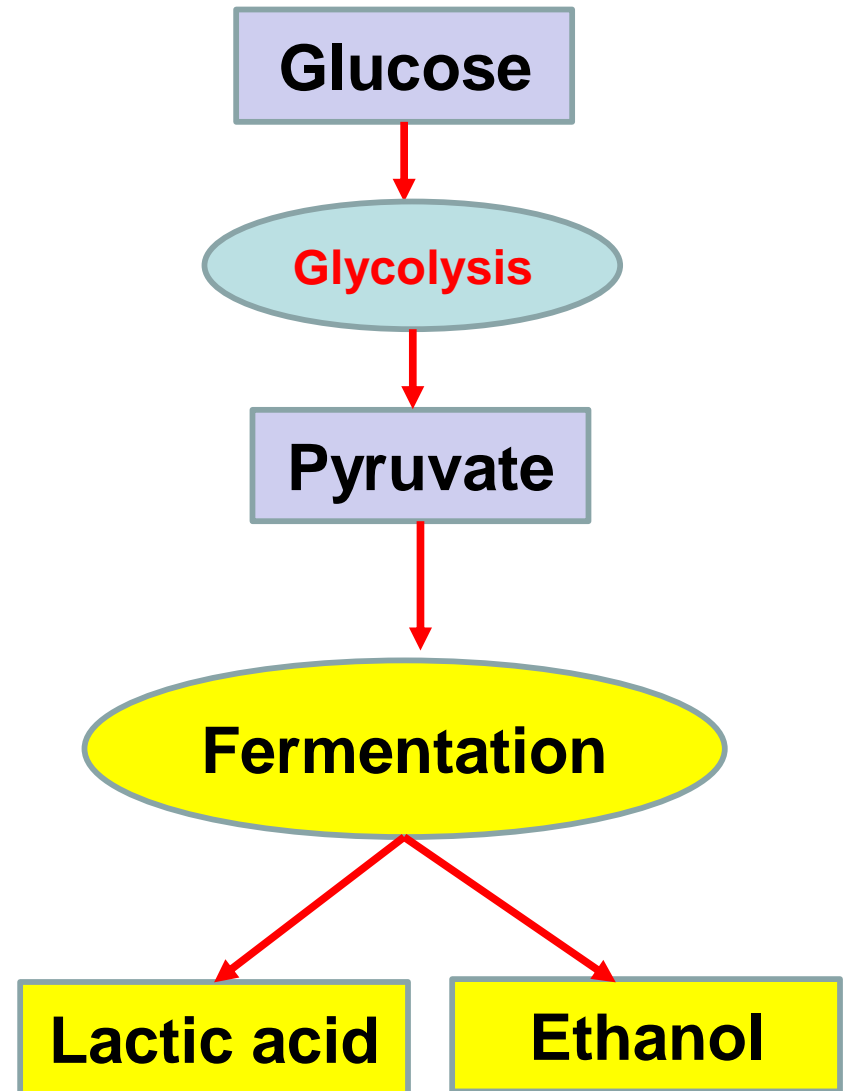 Glucose
Glycolysis
Pyruvate
Fermentation
Lactic acid
Ethanol